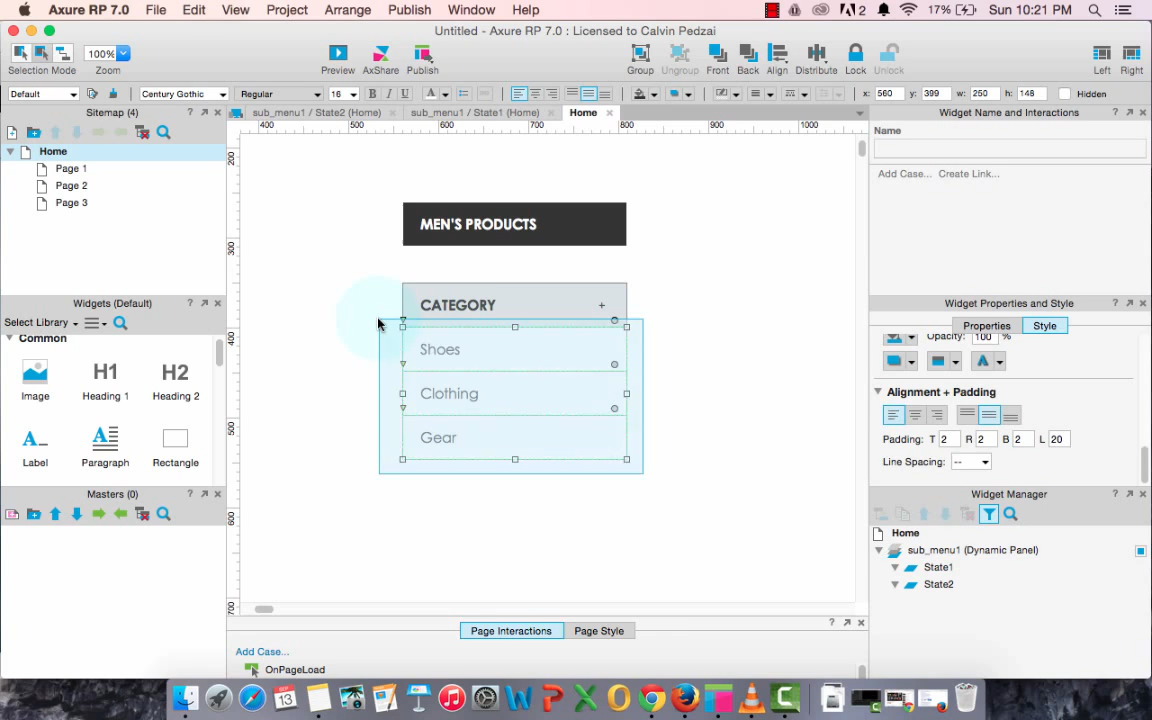 Axure RP 7.0 File Edit View Project Arrange Publish Window Help 2 17% Sun 10:21 PM
Untitled - Axure RP 7.0 : Licensed to Calvin Pedzai
100%
Selection Mode Zoom Preview AxShare Publish Group Ungroup Front Back Align Distribute Lock Unlock Left Right
Default Century Gothic Regular 16 B I U A x: 560 y: 399 w: 250 h: 148 Hidden
Sitemap (4) ? sub_menu1 / State2 (Home) sub_menu1 / State1 (Home) Home Widget Name and Interactions ?
400 500 600 700 800 900 1000
Name
Home
Page 1
Page 2
Page 3
Add Case... Create Link...
200
300
400
500
600
700
MEN'S PRODUCTS
CATEGORY +
Shoes
Clothing
Gear
Widgets (Default) ?
Select Library
Common
H1 H2
Image Heading 1 Heading 2
A
Label Paragraph Rectangle
Masters (0) ?
Widget Properties and Style ?
Properties Style
Opacity: 100 %
A
Alignment + Padding
Padding: T 2 R 2 B 2 L 20
Line Spacing: --
Widget Manager ?
Home
sub_menu1 (Dynamic Panel)
State1
State2
Page Interactions Page Style ?
Add Case...
OnPageLoad